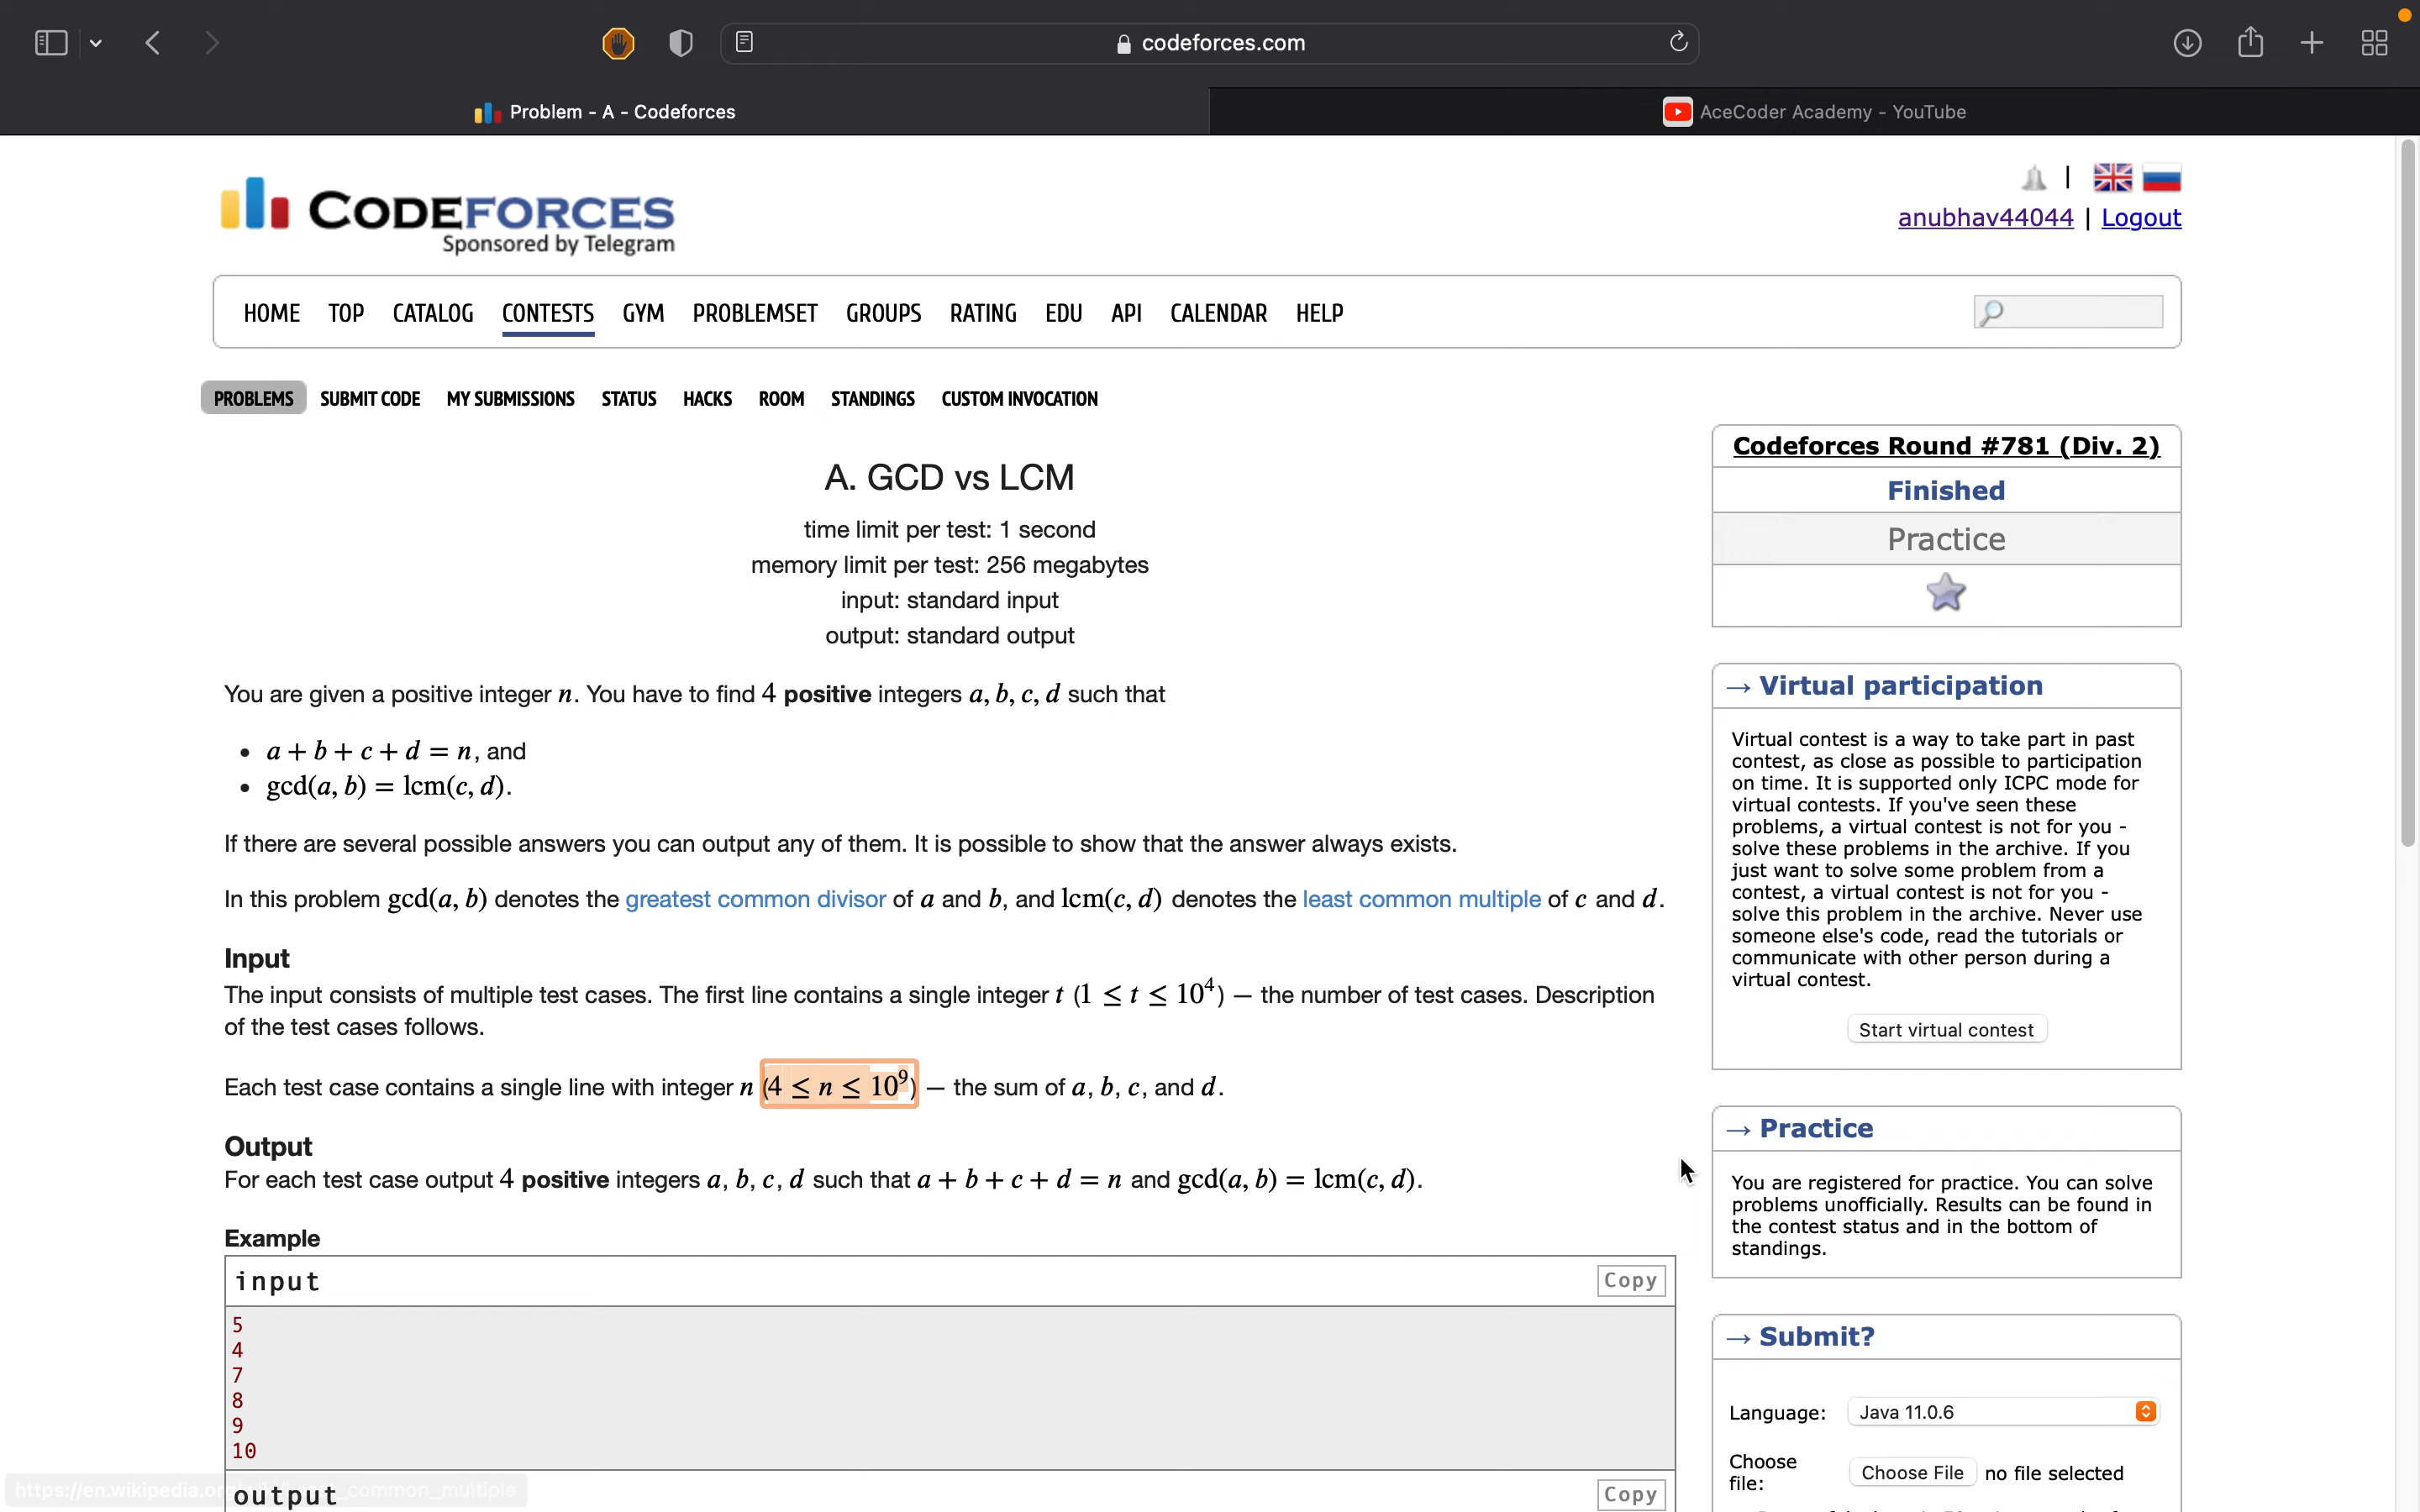 codeforces.com
Problem - A - Codeforces
AceCoder Academy - YouTube
CODEFORCES
Sponsored by Telegram
|
anubhav44044 | Logout
HOME TOP CATALOG CONTESTS GYM PROBLEMSET GROUPS RATING EDU API CALENDAR HELP
PROBLEMS SUBMIT CODE MY SUBMISSIONS STATUS HACKS ROOM STANDINGS CUSTOM INVOCATION
A. GCD vs LCM
time limit per test: 1 second
memory limit per test: 256 megabytes
input: standard input
output: standard output
You are given a positive integer n. You have to find 4 positive integers a, b, c, d such that
• a + b + c + d = n, and
• gcd(a, b) = lcm(c, d).
If there are several possible answers you can output any of them. It is possible to show that the answer always exists.
In this problem gcd(a, b) denotes the greatest common divisor of a and b, and lcm(c, d) denotes the least common multiple of c and d.
Input
The input consists of multiple test cases. The first line contains a single integer t (1 ≤ t ≤ 10⁴) — the number of test cases. Description
of the test cases follows.
Each test case contains a single line with integer n (4 ≤ n ≤ 10⁹) — the sum of a, b, c, and d.
Output
For each test case output 4 positive integers a, b, c, d such that a + b + c + d = n and gcd(a, b) = lcm(c, d).
Example
input
Copy
5
4
7
8
9
10
output
Copy
Codeforces Round #781 (Div. 2)
Finished
Practice
→ Virtual participation
Virtual contest is a way to take part in past
contest, as close as possible to participation
on time. It is supported only ICPC mode for
virtual contests. If you've seen these
problems, a virtual contest is not for you -
solve these problems in the archive. If you
just want to solve some problem from a
contest, a virtual contest is not for you -
solve this problem in the archive. Never use
someone else's code, read the tutorials or
communicate with other person during a
virtual contest.
Start virtual contest
→ Practice
You are registered for practice. You can solve
problems unofficially. Results can be found in
the contest status and in the bottom of
standings.
→ Submit?
Language: Java 11.0.6
Choose
file:
Choose File no file selected